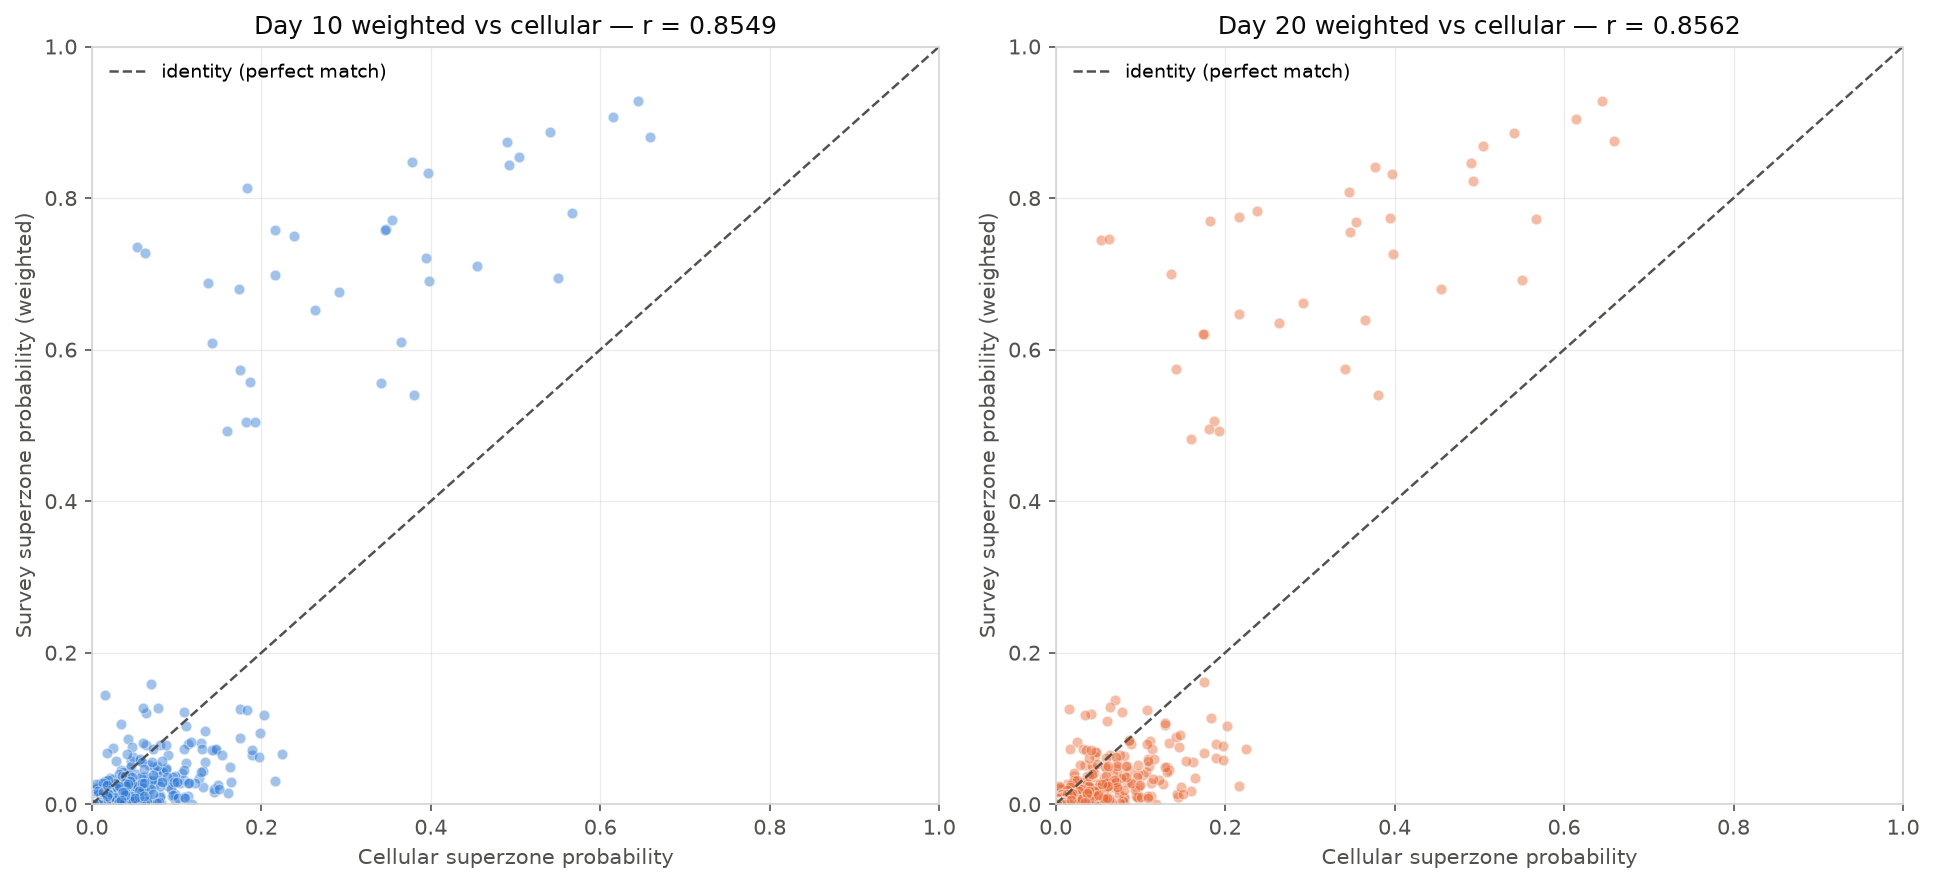 Day 10 weighted vs cellular — r = 0.8549
identity (perfect match)
Survey superzone probability (weighted)
1.0
0.8
0.6
0.4
0.2
0.0
0.0 0.2 0.4 0.6 0.8 1.0
Cellular superzone probability
Day 20 weighted vs cellular — r = 0.8562
identity (perfect match)
Survey superzone probability (weighted)
1.0
0.8
0.6
0.4
0.2
0.0
0.0 0.2 0.4 0.6 0.8 1.0
Cellular superzone probability